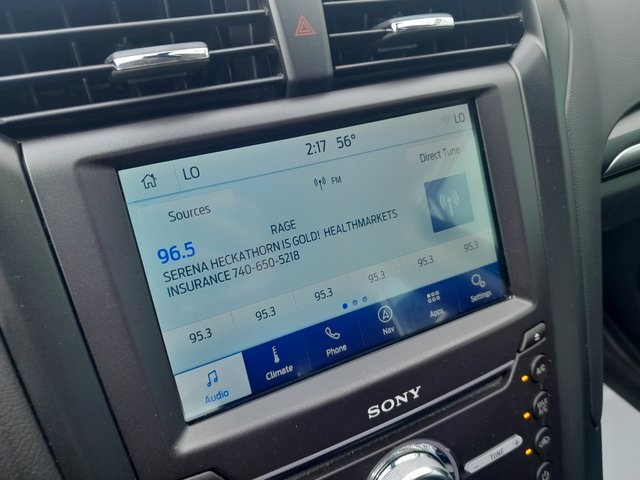 LO 2:17 56° LO
Sources FM Direct Tune
96.5 RAGE
SERENA HECKATHORN IS GOLD! HEALTHMARKETS
INSURANCE 740-650-5218
95.3 95.3 95.3 95.3 95.3 95.3
Audio Climate Phone Nav Apps Settings
SONY
TUNE